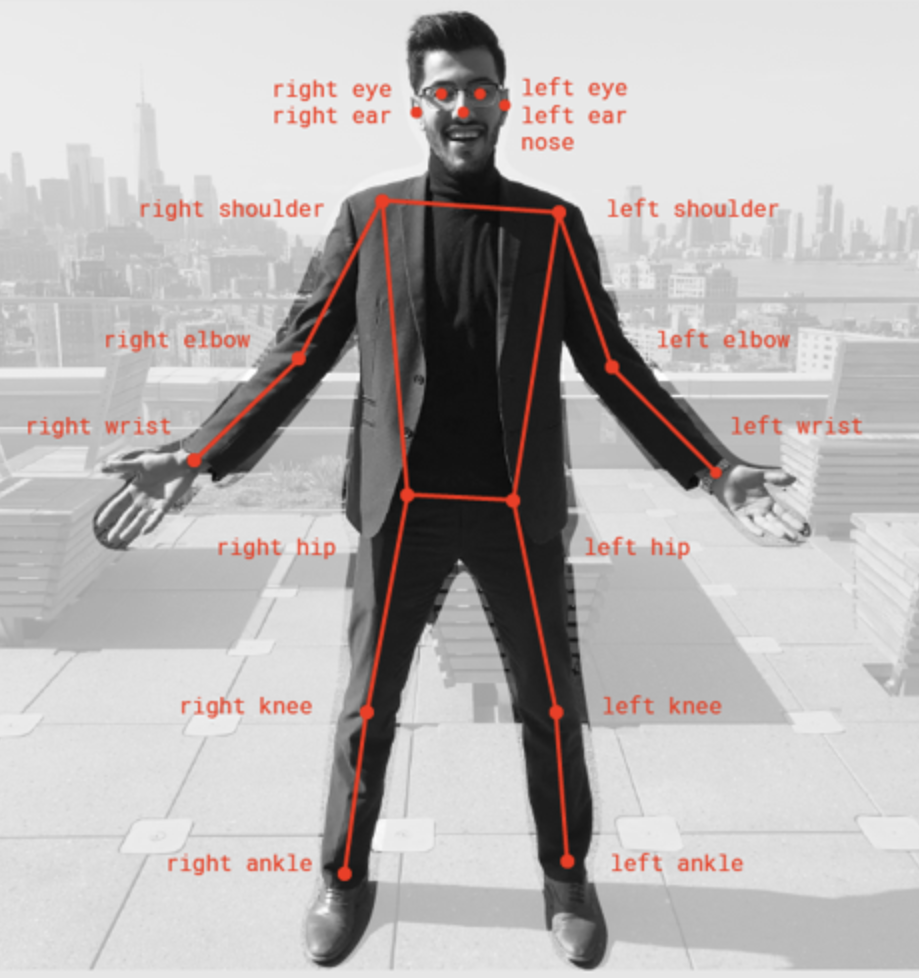 right eye left eye
right ear left ear
nose
right shoulder left shoulder
right elbow left elbow
right wrist left wrist
right hip left hip
right knee left knee
right ankle left ankle